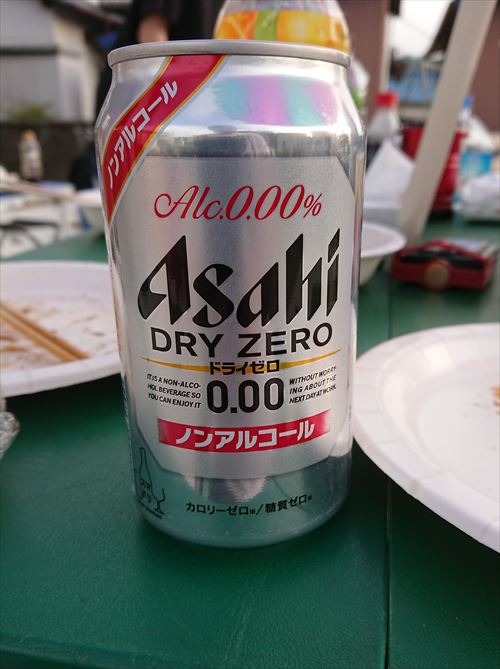 ノンアルコール
Alc.0.00%
Asahi
DRY ZERO
ドライゼロ
IT IS A NON-ALCO-
HOL BEVERAGE SO
YOU CAN ENJOY IT
0.00
WITHOUT WORRY-
ING ABOUT THE
NEXT DAY AT WORK.
ノンアルコール
カロリーゼロ※/糖質ゼロ※